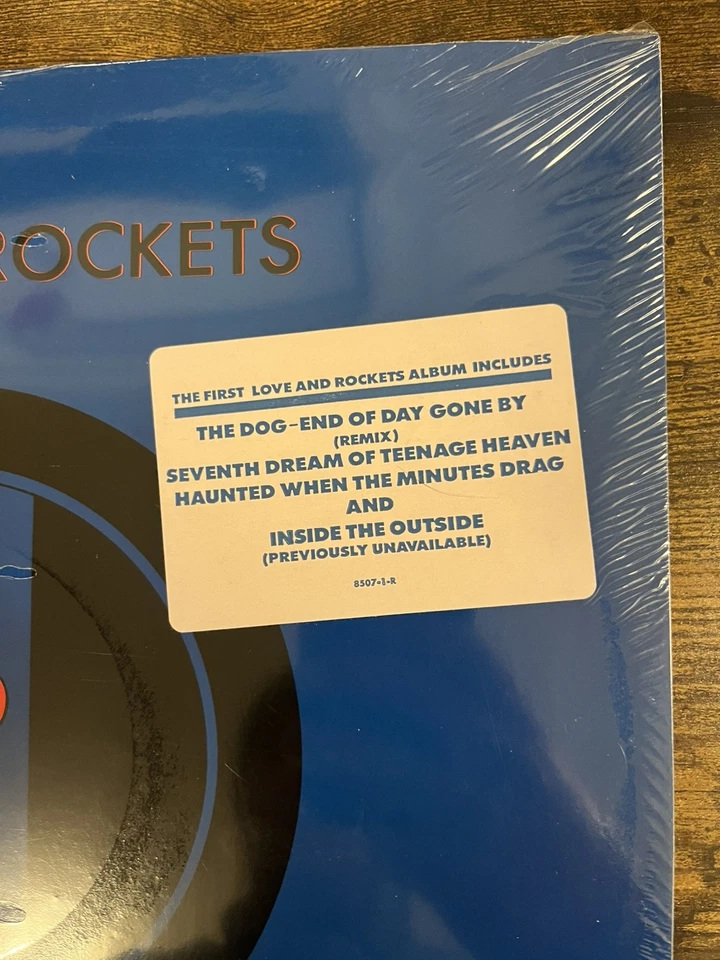 ROCKETS
THE FIRST LOVE AND ROCKETS ALBUM INCLUDES
THE DOG-END OF DAY GONE BY
(REMIX)
SEVENTH DREAM OF TEENAGE HEAVEN
HAUNTED WHEN THE MINUTES DRAG
AND
INSIDE THE OUTSIDE
(PREVIOUSLY UNAVAILABLE)